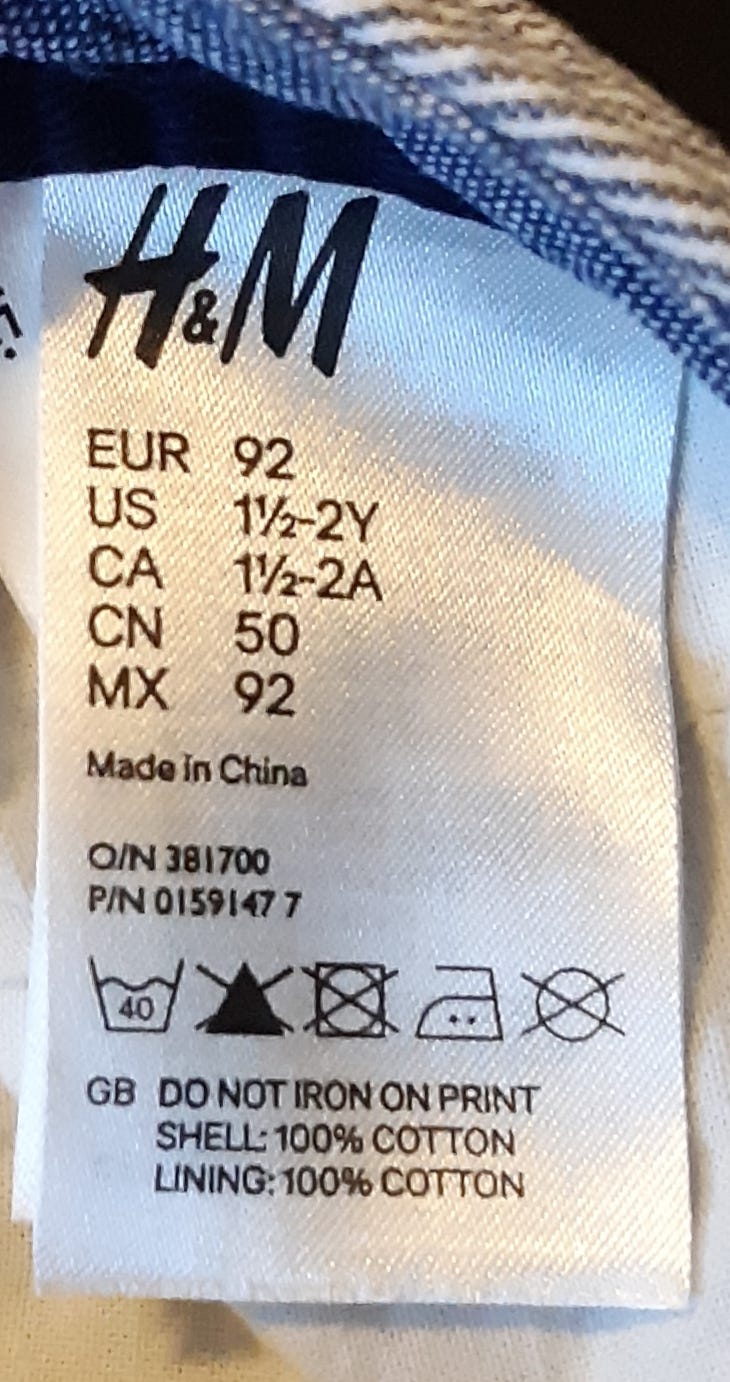 H&M
EUR 92
US 1½-2Y
CA 1½-2A
CN 50
MX 92
Made in China
O/N 381700
P/N 0159147 7
40
GB DO NOT IRON ON PRINT
SHELL: 100% COTTON
LINING: 100% COTTON